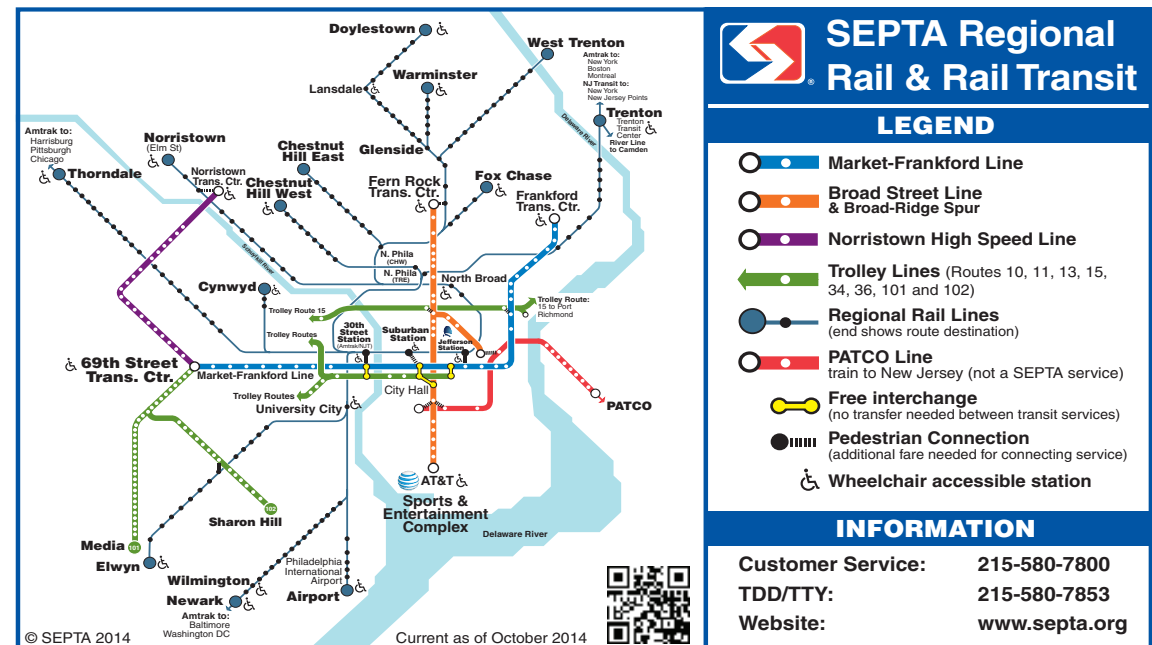 Doylestown
West Trenton
Amtrak to:
New York
Boston
Montreal
NJ Transit to:
New York
New Jersey Points
Warminster
Lansdale
Trenton
Trenton
Transit
Center
River Line
to Camden
Delaware River
Amtrak to:
Harrisburg
Pittsburgh
Chicago
Thorndale
Norristown
(Elm St)
Norristown
Trans. Ctr.
Chestnut
Hill East
Chestnut
Hill West
Glenside
Fern Rock
Trans. Ctr.
Fox Chase
Frankford
Trans. Ctr.
Schuylkill River
N. Phila
(CHW)
N. Phila
(TRE)
North Broad
Cynwyd
Trolley Route 15
Trolley Route:
15 to Port
Richmond
Trolley Routes
30th
Street
Station
(Amtrak/NJT)
Suburban
Station
Jefferson
Station
69th Street
Trans. Ctr.
Market-Frankford Line
City Hall
Trolley Routes
University City
PATCO
AT&T
Sports &
Entertainment
Complex
102
Sharon Hill
Delaware River
Media
101
Elwyn
Wilmington
Newark
Amtrak to:
Baltimore
Washington DC
Philadelphia
International
Airport
Airport
© SEPTA 2014
Current as of October 2014
SEPTA Regional
Rail & Rail Transit
®
LEGEND
Market-Frankford Line
Broad Street Line
& Broad-Ridge Spur
Norristown High Speed Line
Trolley Lines (Routes 10, 11, 13, 15,
34, 36, 101 and 102)
Regional Rail Lines
(end shows route destination)
PATCO Line
train to New Jersey (not a SEPTA service)
Free interchange
(no transfer needed between transit services)
Pedestrian Connection
(additional fare needed for connecting service)
Wheelchair accessible station
INFORMATION
Customer Service: 215-580-7800
TDD/TTY: 215-580-7853
Website: www.septa.org